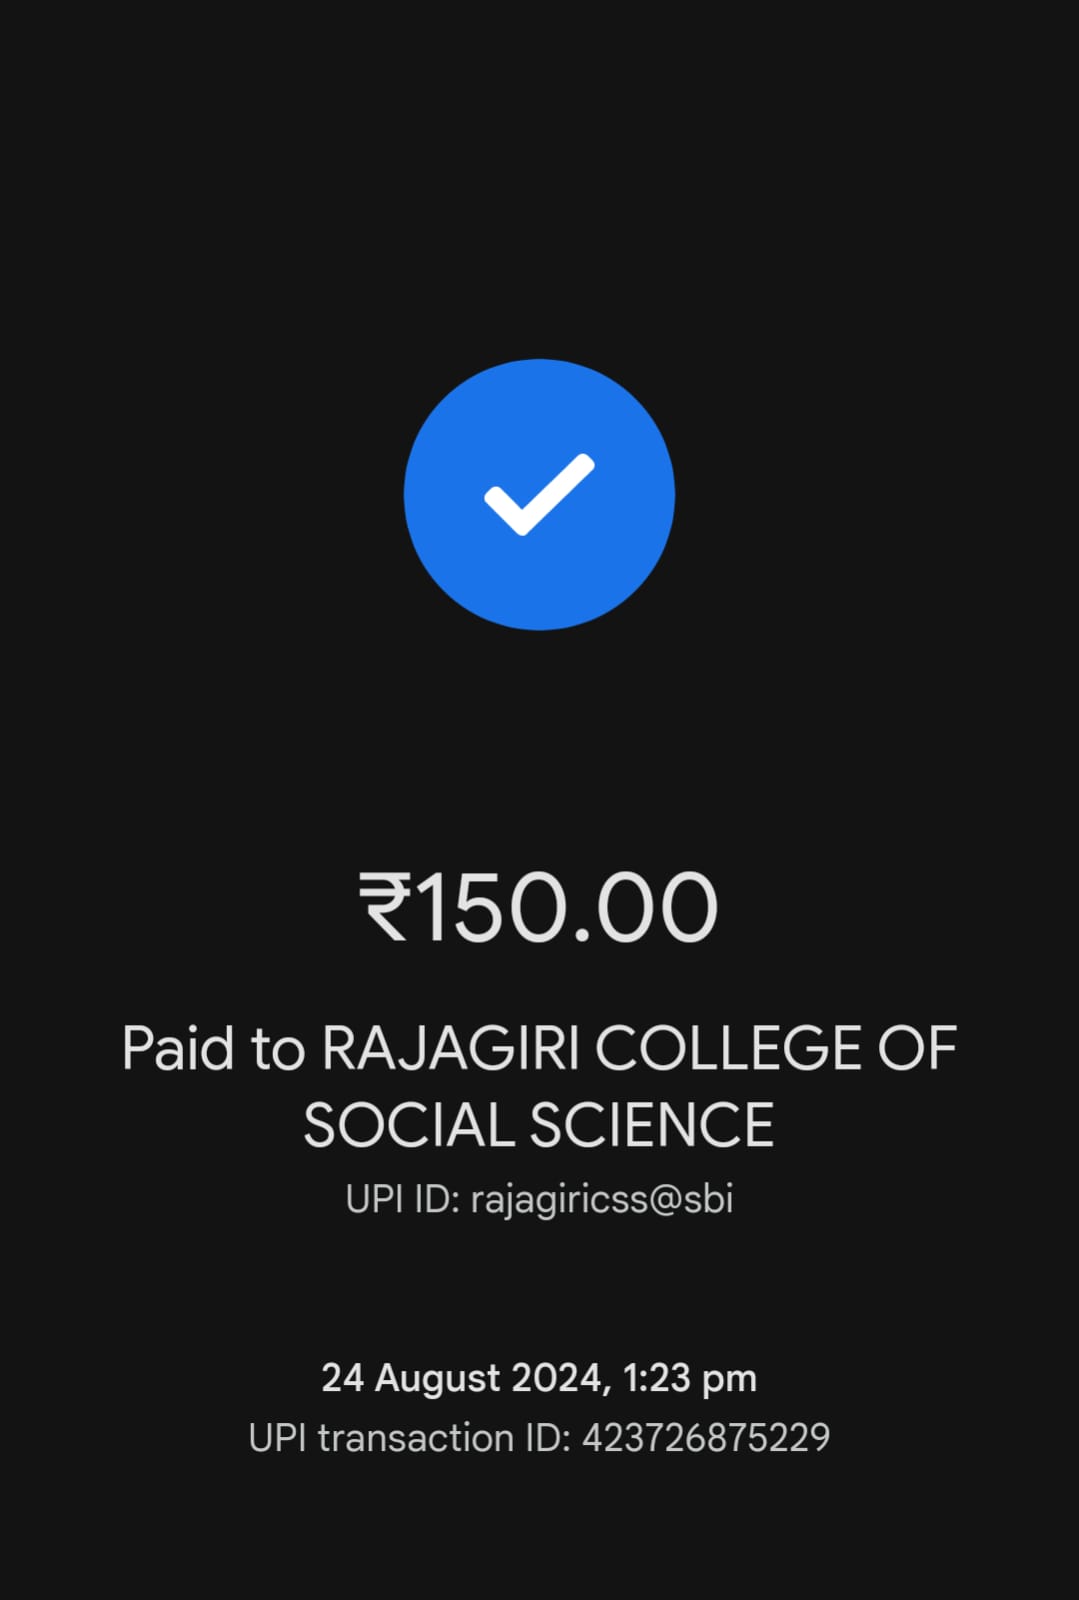 ₹150.00
Paid to RAJAGIRI COLLEGE OF
SOCIAL SCIENCE
UPI ID: rajagiricss@sbi
24 August 2024, 1:23 pm
UPI transaction ID: 423726875229